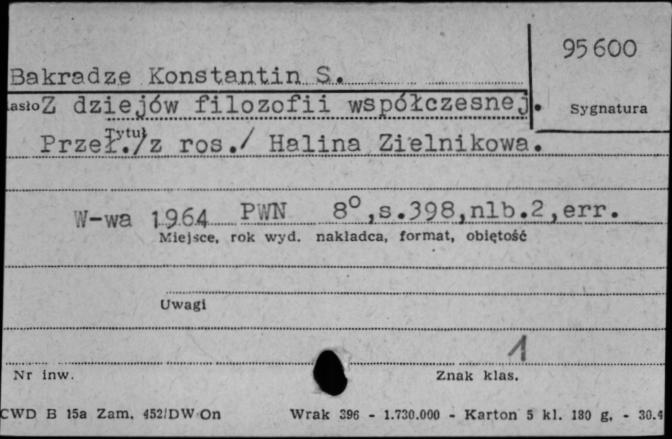 95600
Bakradze Konstantin S.
asło Z dziejów filozofii współczesnej.
Sygnatura
Tytuł
Przeł./z ros./ Halina Zielnikowa.
W-wa 1964 PWN 8°,s.398,nlb.2,err.
Miejsce, rok wyd. nakładca, format, objętość
Uwagi
1
Nr inw.
Znak klas.
CWD B 15a Zam. 452/DW On Wrak 396 - 1.730.000 - Karton 5 kl. 180 g. - 30.4